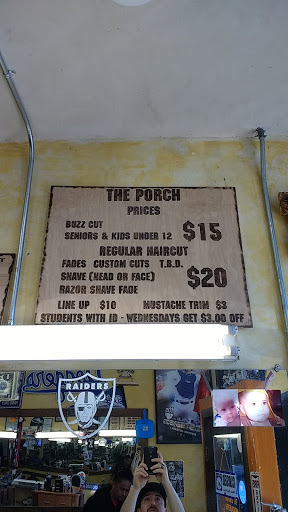 THE PORCH
PRICES
BUZZ CUT
SENIORS & KIDS UNDER 12 $15
REGULAR HAIRCUT
FADES CUSTOM CUTS T.B.D.
SHAVE (HEAD OR FACE) $20
RAZOR SHAVE FADE
LINE UP $10 MUSTACHE TRIM $3
STUDENTS WITH ID - WEDNESDAYS GET $3.00 OFF
RAIDERS